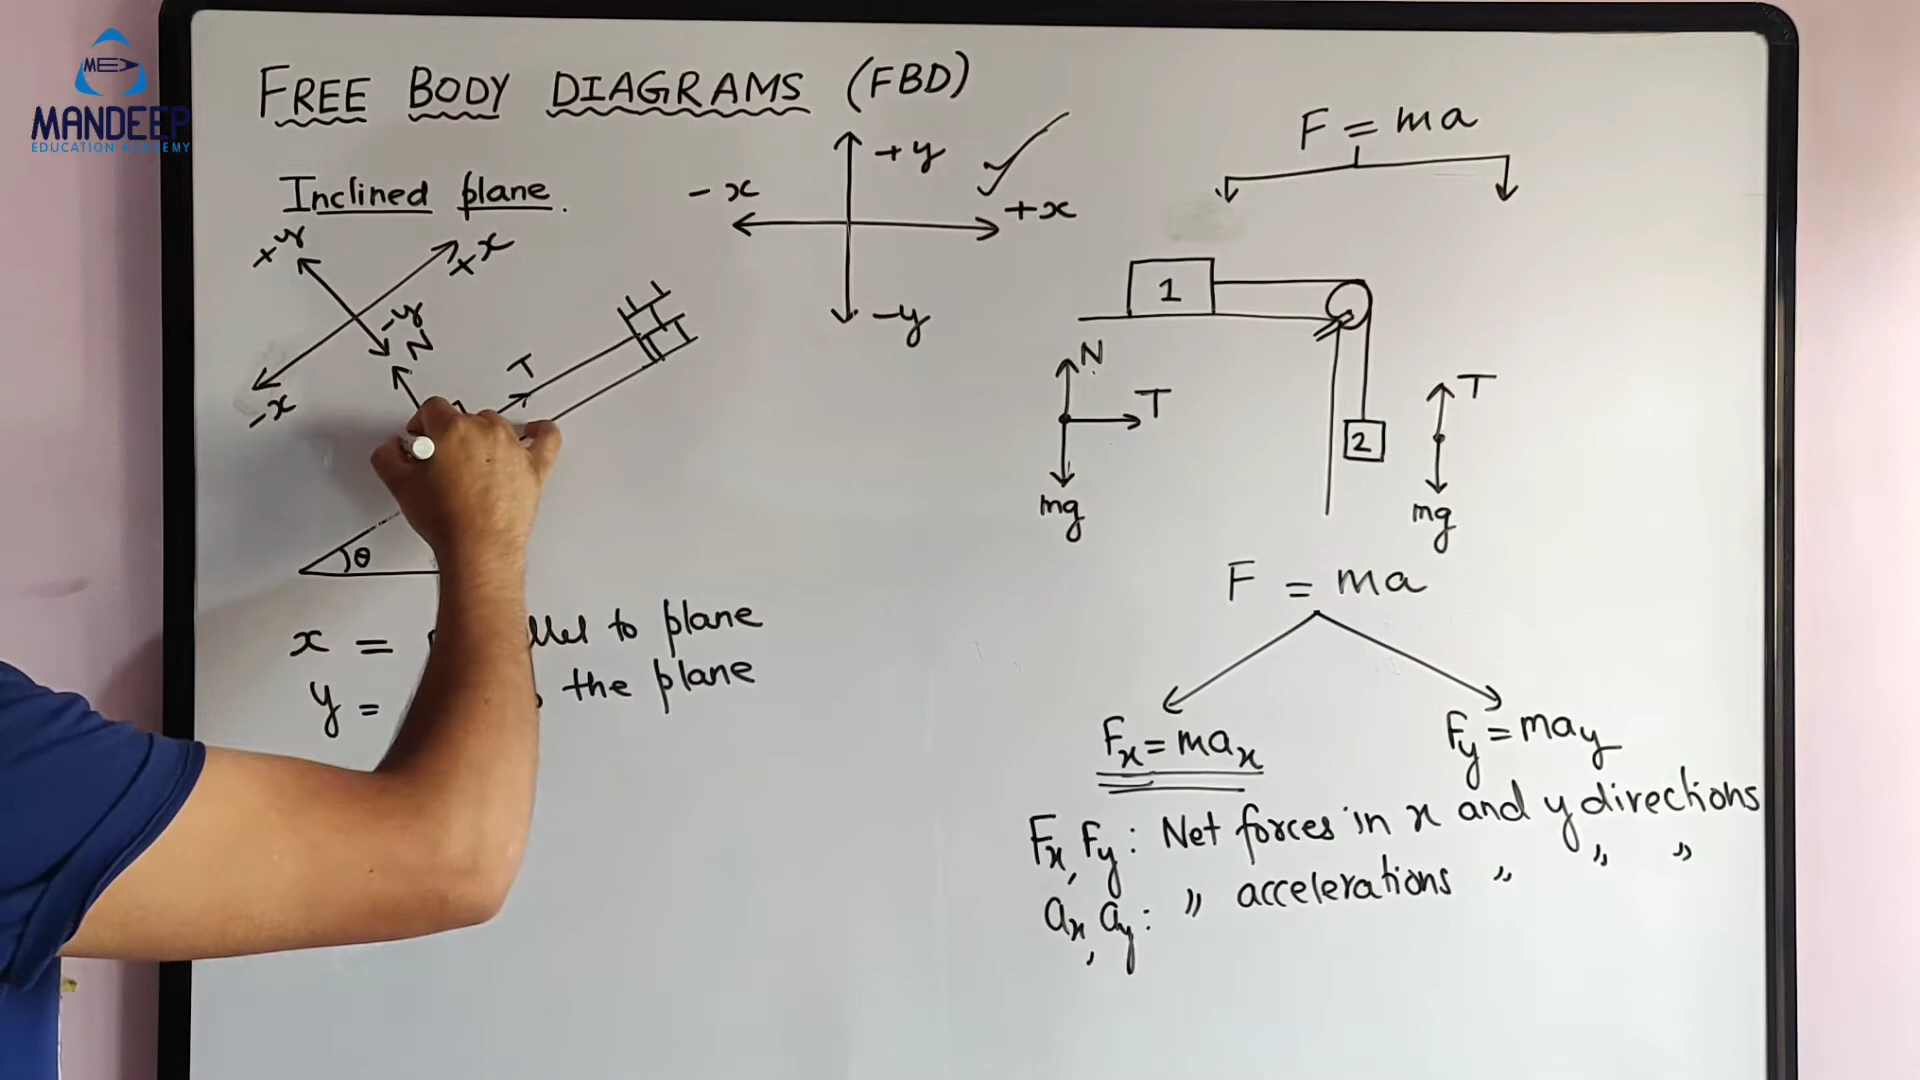 MED
MANDEEP
EDUCATION ACADEMY
FREE BODY DIAGRAMS (FBD)
Inclined plane.
+y
+x
-y
-x
N
T
θ
x = to plane
y = the plane
+y
-x
+x
-y
F = ma
1
N
T
mg
2
T
mg
F = ma
Fx = max
Fy = may
Fx, Fy : Net forces in x and y directions
ax, ay : " accelerations " " "